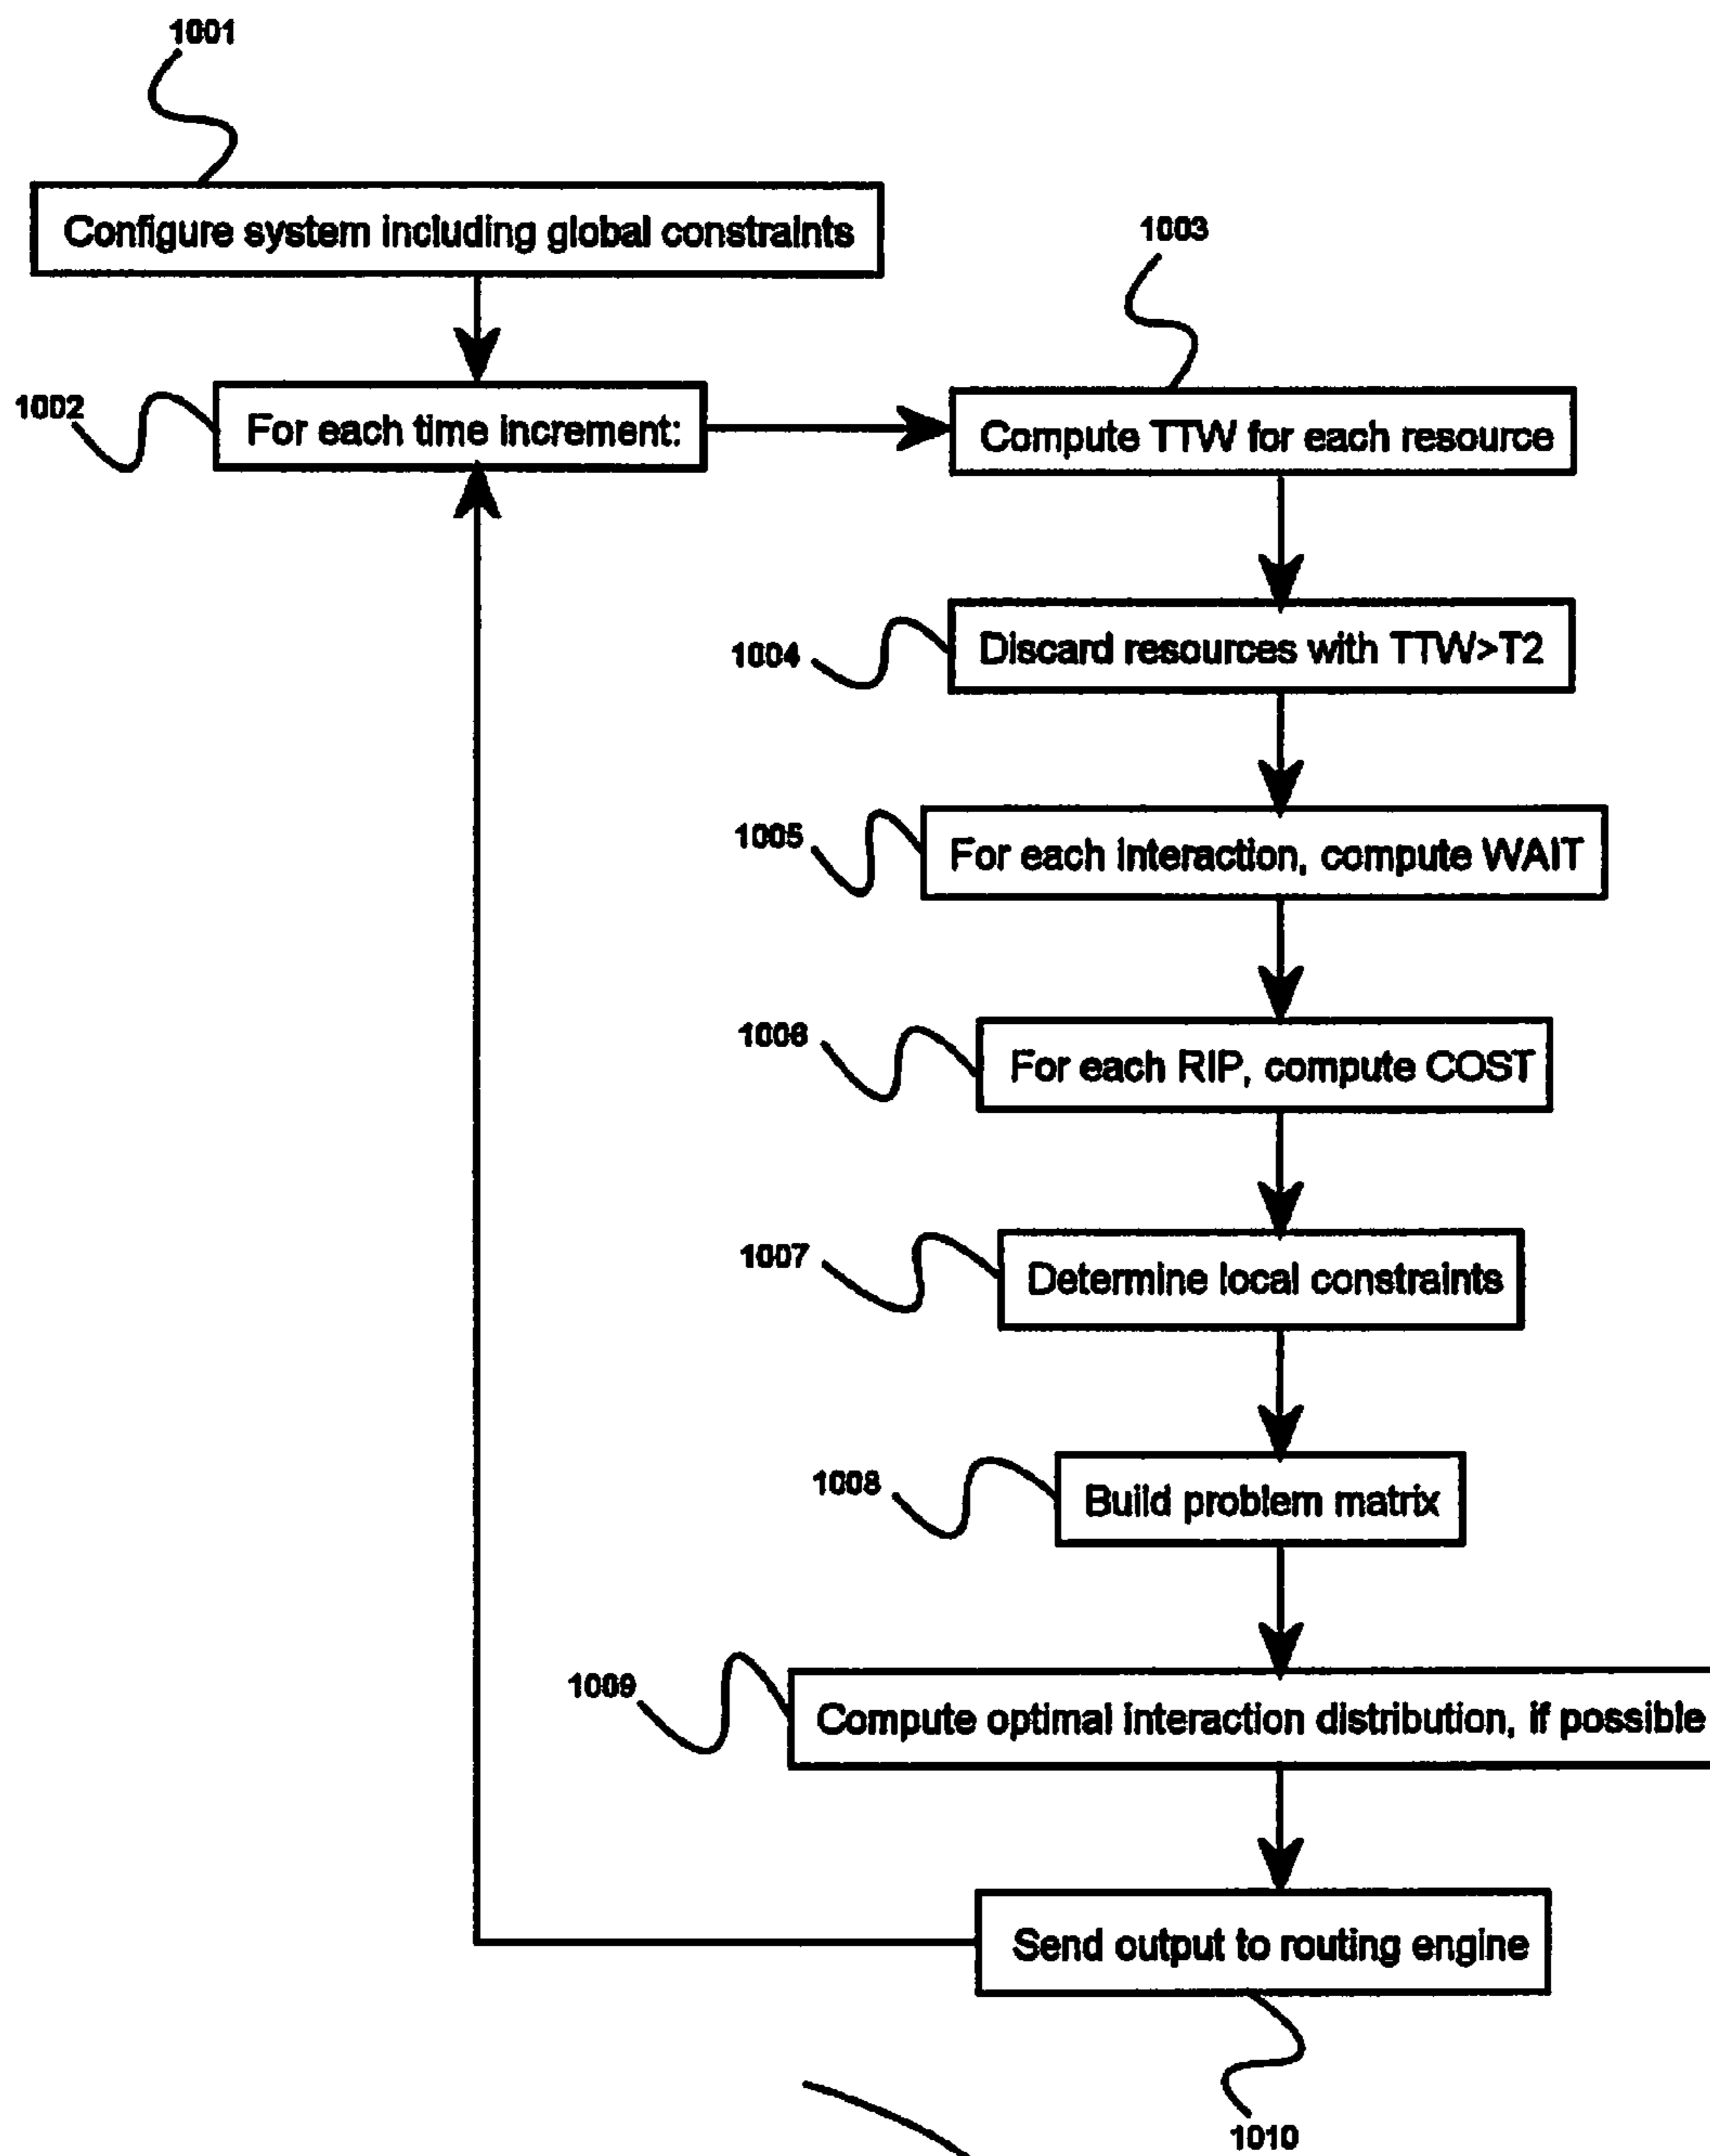 1001
Configure system including global constraints
1003
1002
For each time increment:
Compute TTW for each resource
1004
Discard resources with TTW>T2
1005
For each interaction, compute WAIT
1006
For each RIP, compute COST
1007
Determine local constraints
1008
Build problem matrix
1009
Compute optimal interaction distribution, if possible
Send output to routing engine
1010